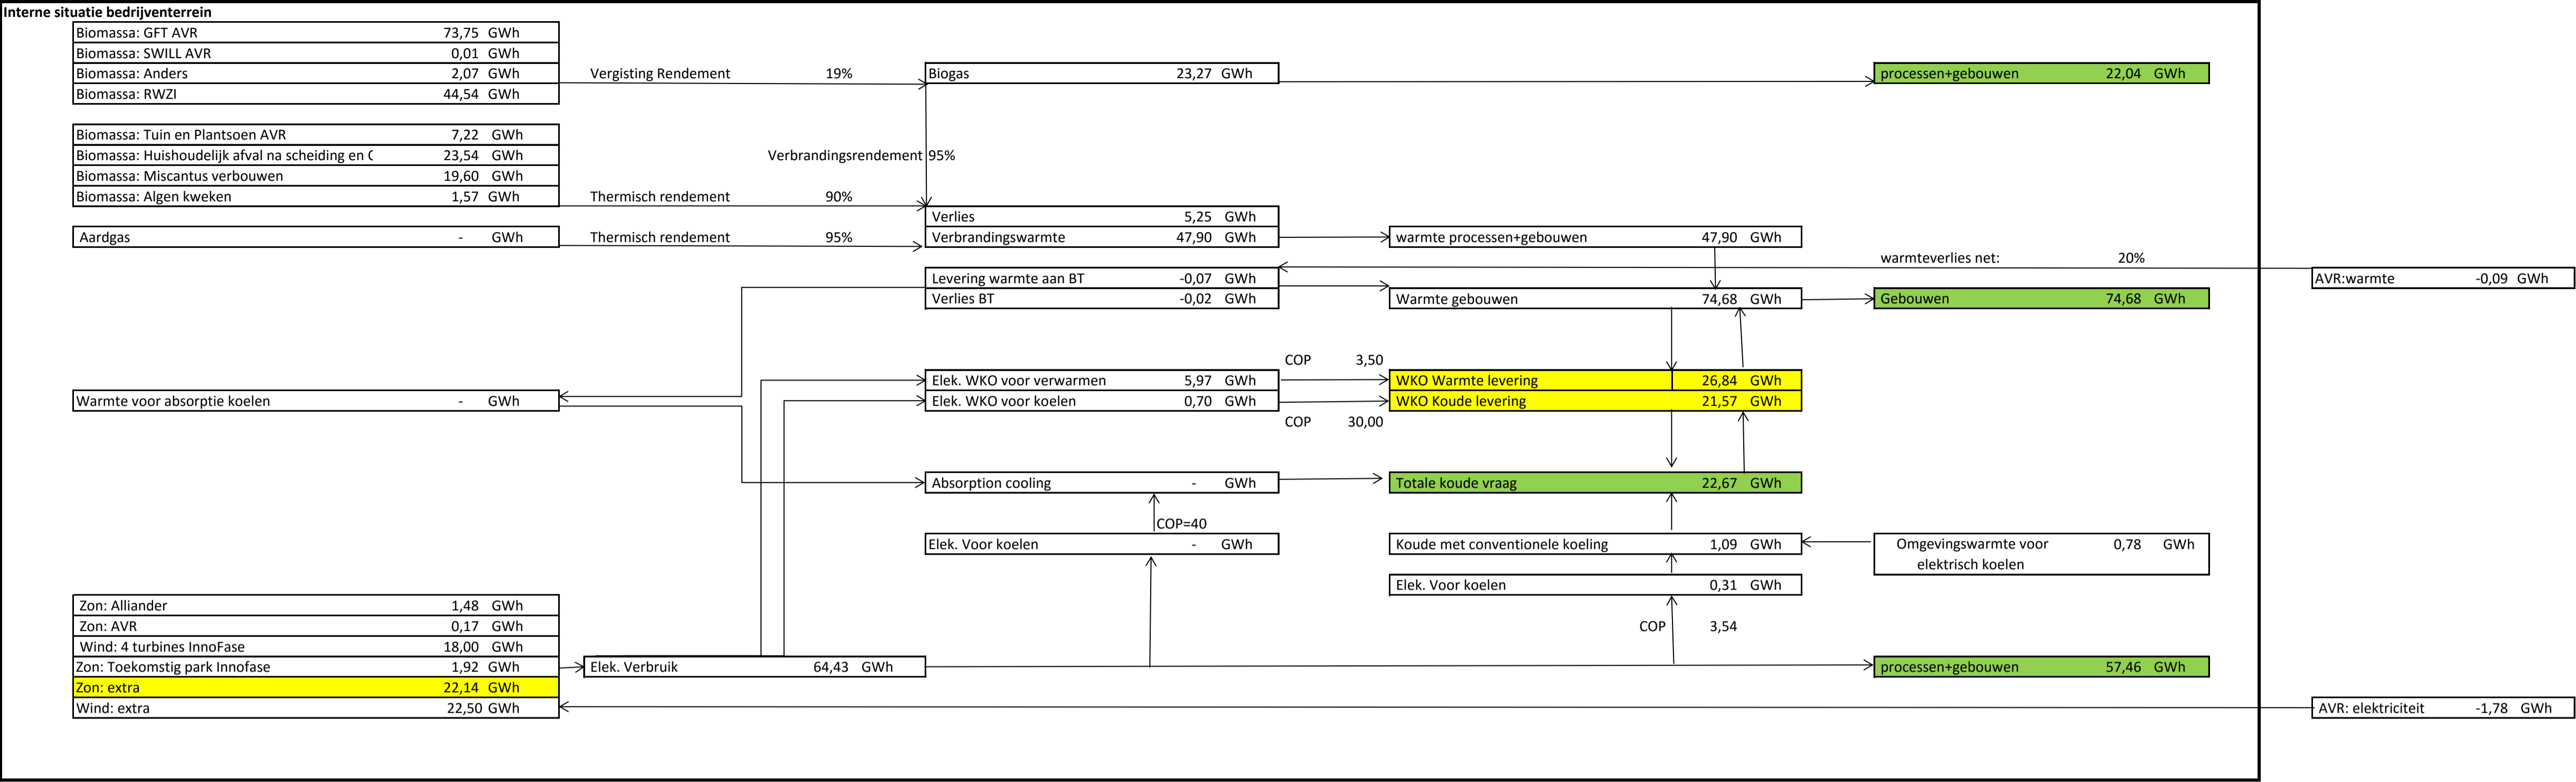 Interne situatie bedrijventerrein
Biomassa: GFT AVR 73,75 GWh
Biomassa: SWILL AVR 0,01 GWh
Biomassa: Anders 2,07 GWh Vergisting Rendement 19% Biogas 23,27 GWh processen+gebouwen 22,04 GWh
Biomassa: RWZI 44,54 GWh
Biomassa: Tuin en Plantsoen AVR 7,22 GWh
Biomassa: Huishoudelijk afval na scheiding en 23,54 GWh Verbrandingsrendement 95%
Biomassa: Miscantus verbouwen 19,60 GWh
Biomassa: Algen kweken 1,57 GWh Thermisch rendement 90%
Verlies 5,25 GWh
Aardgas - GWh Thermisch rendement 95% Verbrandingswarmte 47,90 GWh warmte processen+gebouwen 47,90 GWh
warmteverlies net: 20%
Levering warmte aan BT -0,07 GWh AVR:warmte -0,09 GWh
Verlies BT -0,02 GWh Warmte gebouwen 74,68 GWh Gebouwen 74,68 GWh
COP 3,50
Elek. WKO voor verwarmen 5,97 GWh WKO Warmte levering 26,84 GWh
Warmte voor absorptie koelen - GWh Elek. WKO voor koelen 0,70 GWh WKO Koude levering 21,57 GWh
COP 30,00
Absorption cooling - GWh Totale koude vraag 22,67 GWh
COP=40
Elek. Voor koelen - GWh Koude met conventionele koeling 1,09 GWh Omgevingswarmte voor 0,78 GWh
elektrisch koelen
Elek. Voor koelen 0,31 GWh
Zon: Alliander 1,48 GWh
Zon: AVR 0,17 GWh COP 3,54
Wind: 4 turbines InnoFase 18,00 GWh
Zon: Toekomstig park Innofase 1,92 GWh Elek. Verbruik 64,43 GWh processen+gebouwen 57,46 GWh
Zon: extra 22,14 GWh
Wind: extra 22,50 GWh AVR: elektriciteit -1,78 GWh